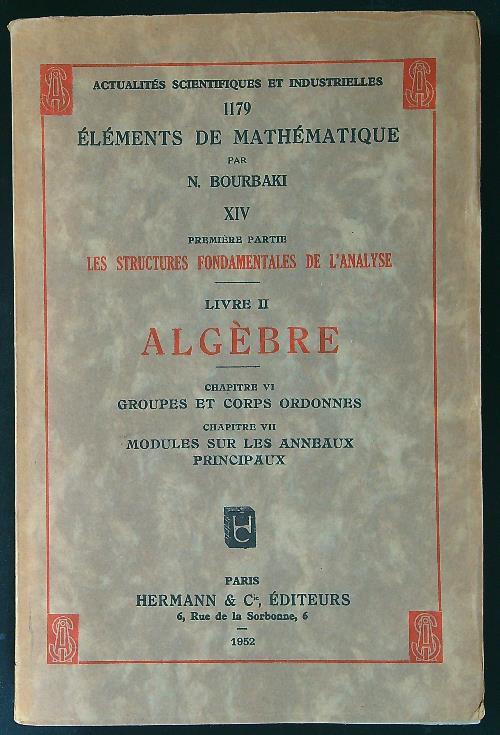 ACTUALITÉS SCIENTIFIQUES ET INDUSTRIELLES
1179
ÉLÉMENTS DE MATHÉMATIQUE
PAR
N. BOURBAKI
XIV
PREMIÈRE PARTIE
LES STRUCTURES FONDAMENTALES DE L'ANALYSE
LIVRE II
ALGÈBRE
CHAPITRE VI
GROUPES ET CORPS ORDONNES
CHAPITRE VII
MODULES SUR LES ANNEAUX
PRINCIPAUX
HC
PARIS
HERMANN & Cie, ÉDITEURS
6, Rue de la Sorbonne, 6
1952